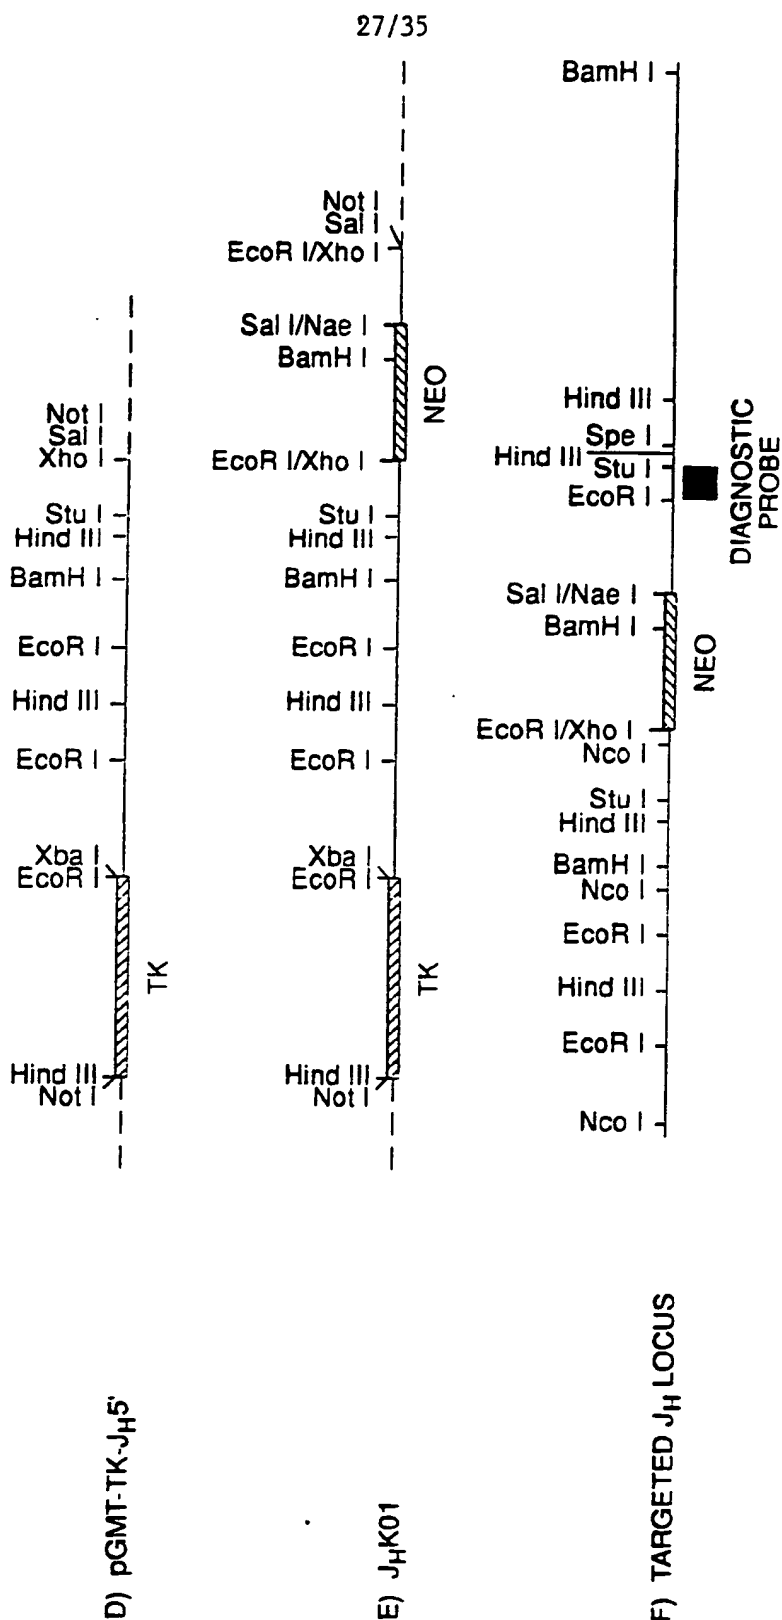 27/35
D) pGMT-TK-JH5'
Not I
Sal I
Xho I
Stu I
Hind III
BamH I
EcoR I
Hind III
EcoR I
Xba I
EcoR I
TK
Hind III
Not I
E) JHK01
Not I
Sal I
EcoR I/Xho I
Sal I/Nae I
BamH I
NEO
EcoR I/Xho I
Stu I
Hind III
BamH I
EcoR I
Hind III
EcoR I
Xba I
EcoR I
TK
Hind III
Not I
F) TARGETED JH LOCUS
BamH I
Hind III
Spe I
Hind III
Stu I
EcoR I
DIAGNOSTIC
PROBE
Sal I/Nae I
BamH I
NEO
EcoR I/Xho I
Nco I
Stu I
Hind III
BamH I
Nco I
EcoR I
Hind III
EcoR I
Nco I